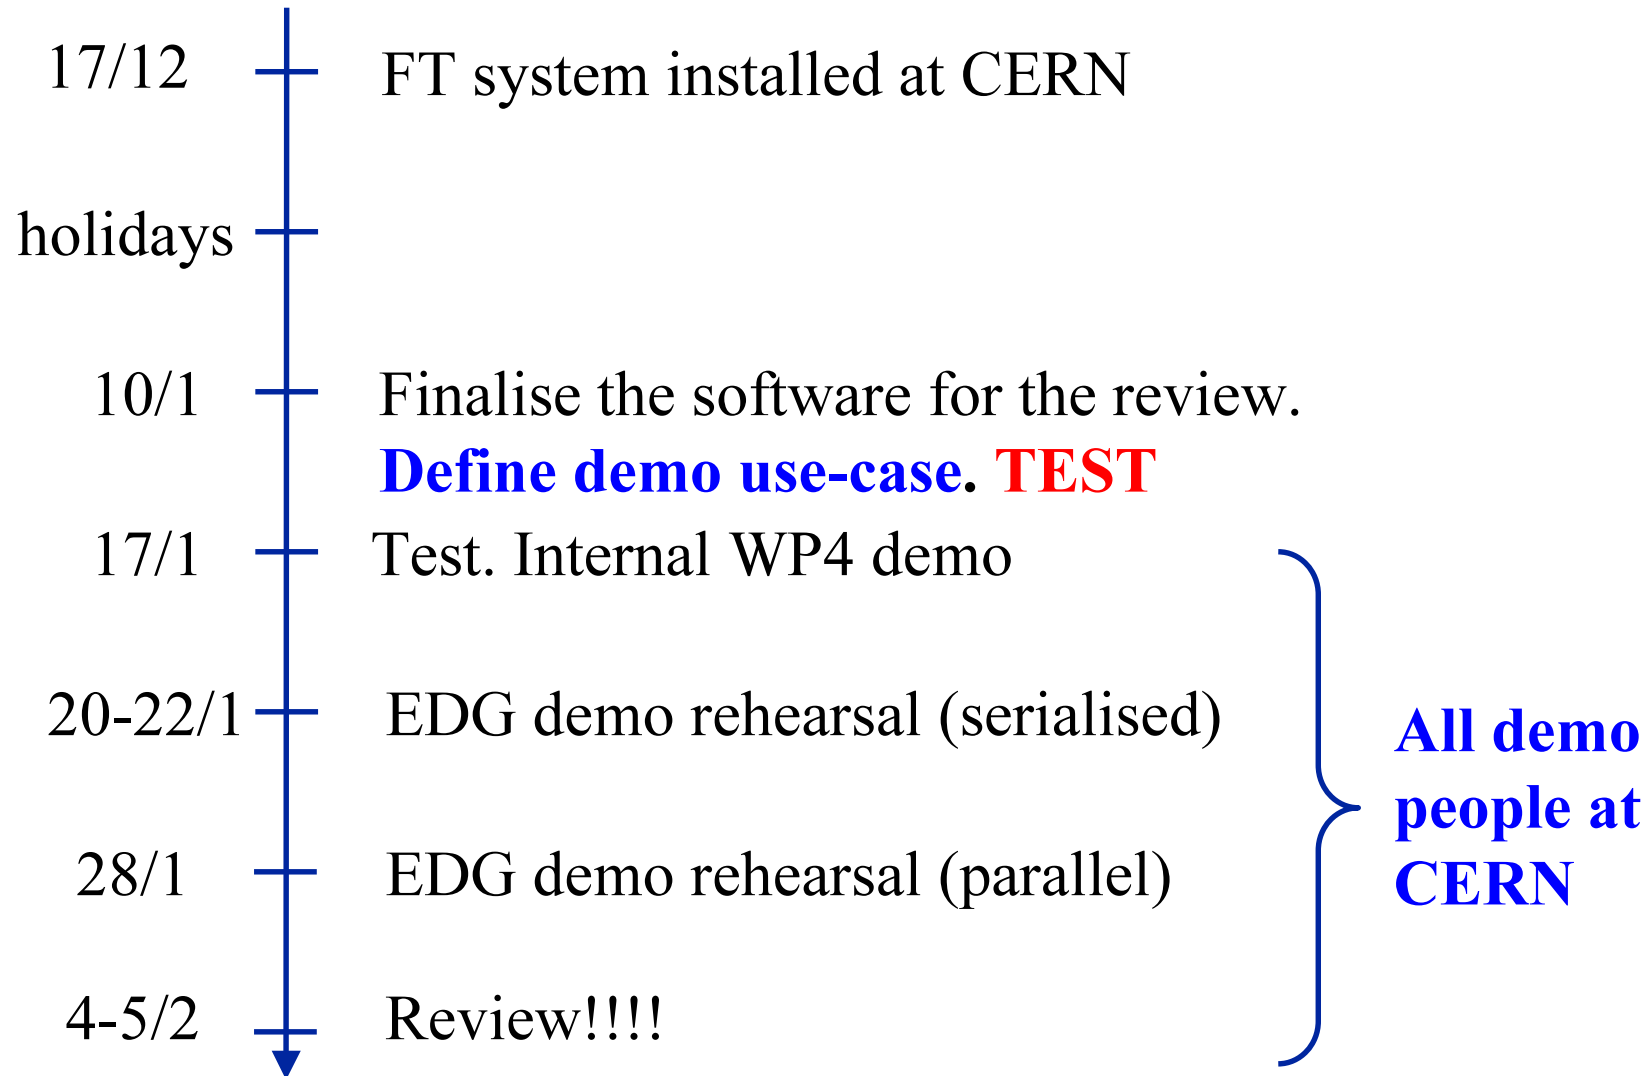 17/12 FT system installed at CERN
holidays
10/1 Finalise the software for the review.
Define demo use-case. TEST
17/1 Test. Internal WP4 demo
20-22/1 EDG demo rehearsal (serialised)
28/1 EDG demo rehearsal (parallel)
4-5/2 Review!!!!
All demo
people at
CERN